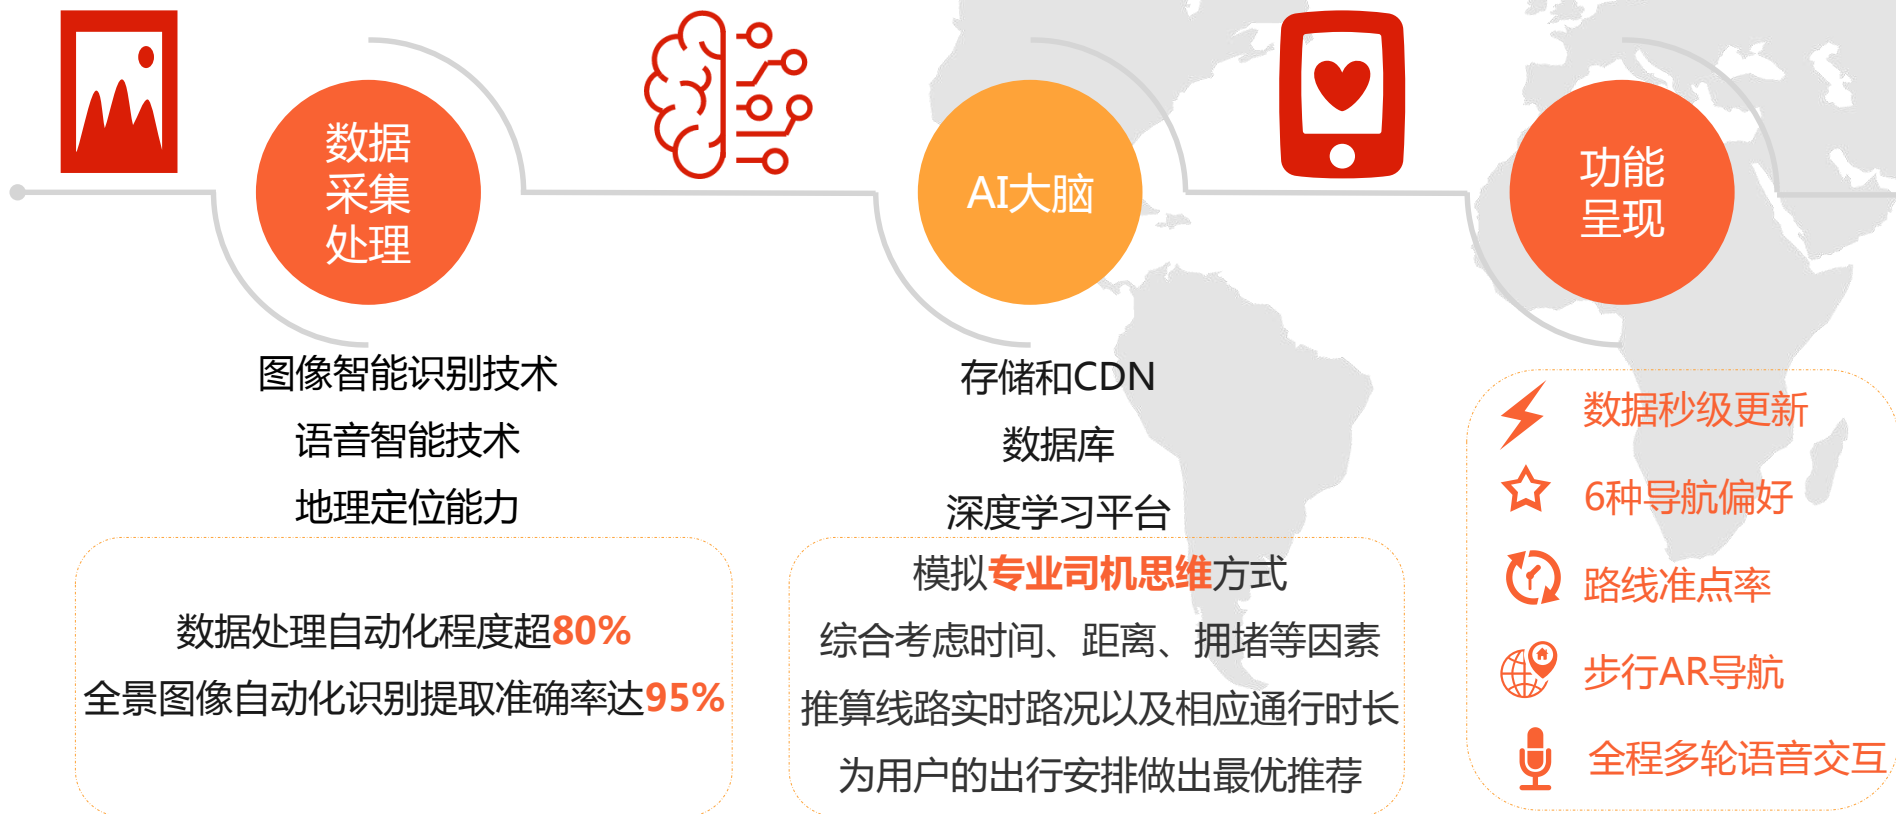 数据
采集
处理
图像智能识别技术
语音智能技术
地理定位能力
数据处理自动化程度超80%
全景图像自动化识别提取准确率达95%
AI大脑
存储和CDN
数据库
深度学习平台
模拟专业司机思维方式
综合考虑时间、距离、拥堵等因素
推算线路实时路况以及相应通行时长
为用户的出行安排做出最优推荐
功能
呈现
数据秒级更新
6种导航偏好
路线准点率
步行AR导航
全程多轮语音交互